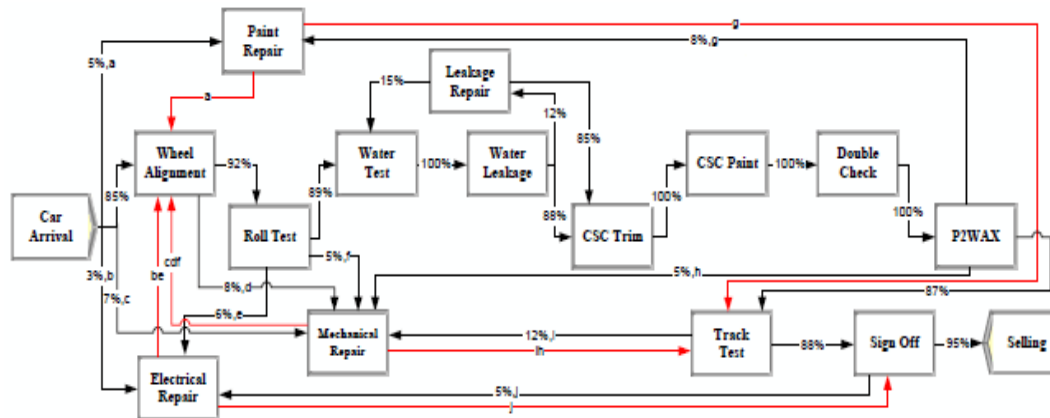 g
Paint
Repair
8%,g
5%,a
a
15%
Leakage
Repair
12%
85%
Wheel
Alignment
92%
Water
Test
100%
Water
Leakage
CSC Paint
100%
Double
Check
89%
88%
100%
100%
85%
Car
Arrival
Roll Test
CSC Trim
P2WAX
cdf
be
5%,f
3%,b
7%,c
8%,d
5%,h
87%
6%,e
Mechanical
Repair
12%,i
ih
Track
Test
88%
Sign Off
95%
Selling
Electrical
Repair
5%,j
j